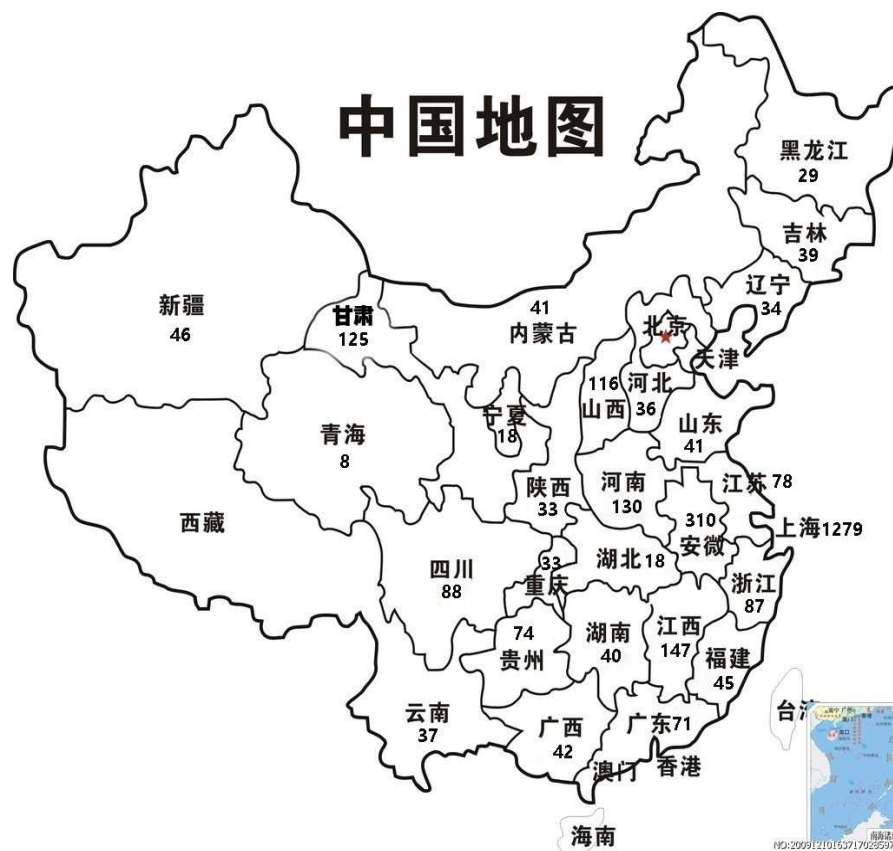 中国地图
黑龙江
29
吉林
39
辽宁
34
新疆
46
甘肃
125
41
内蒙古
北京
天津
116
山西
河北
36
宁夏
18
青海
8
山东
41
西藏
陕西
33
河南
130
江苏 78
310
安微
上海1279
四川
88
33
重庆
湖北18
浙江
87
74
贵州
湖南
40
江西
147
福建
45
云南
37
广西
42
广东71
澳门
香港
台湾
海南